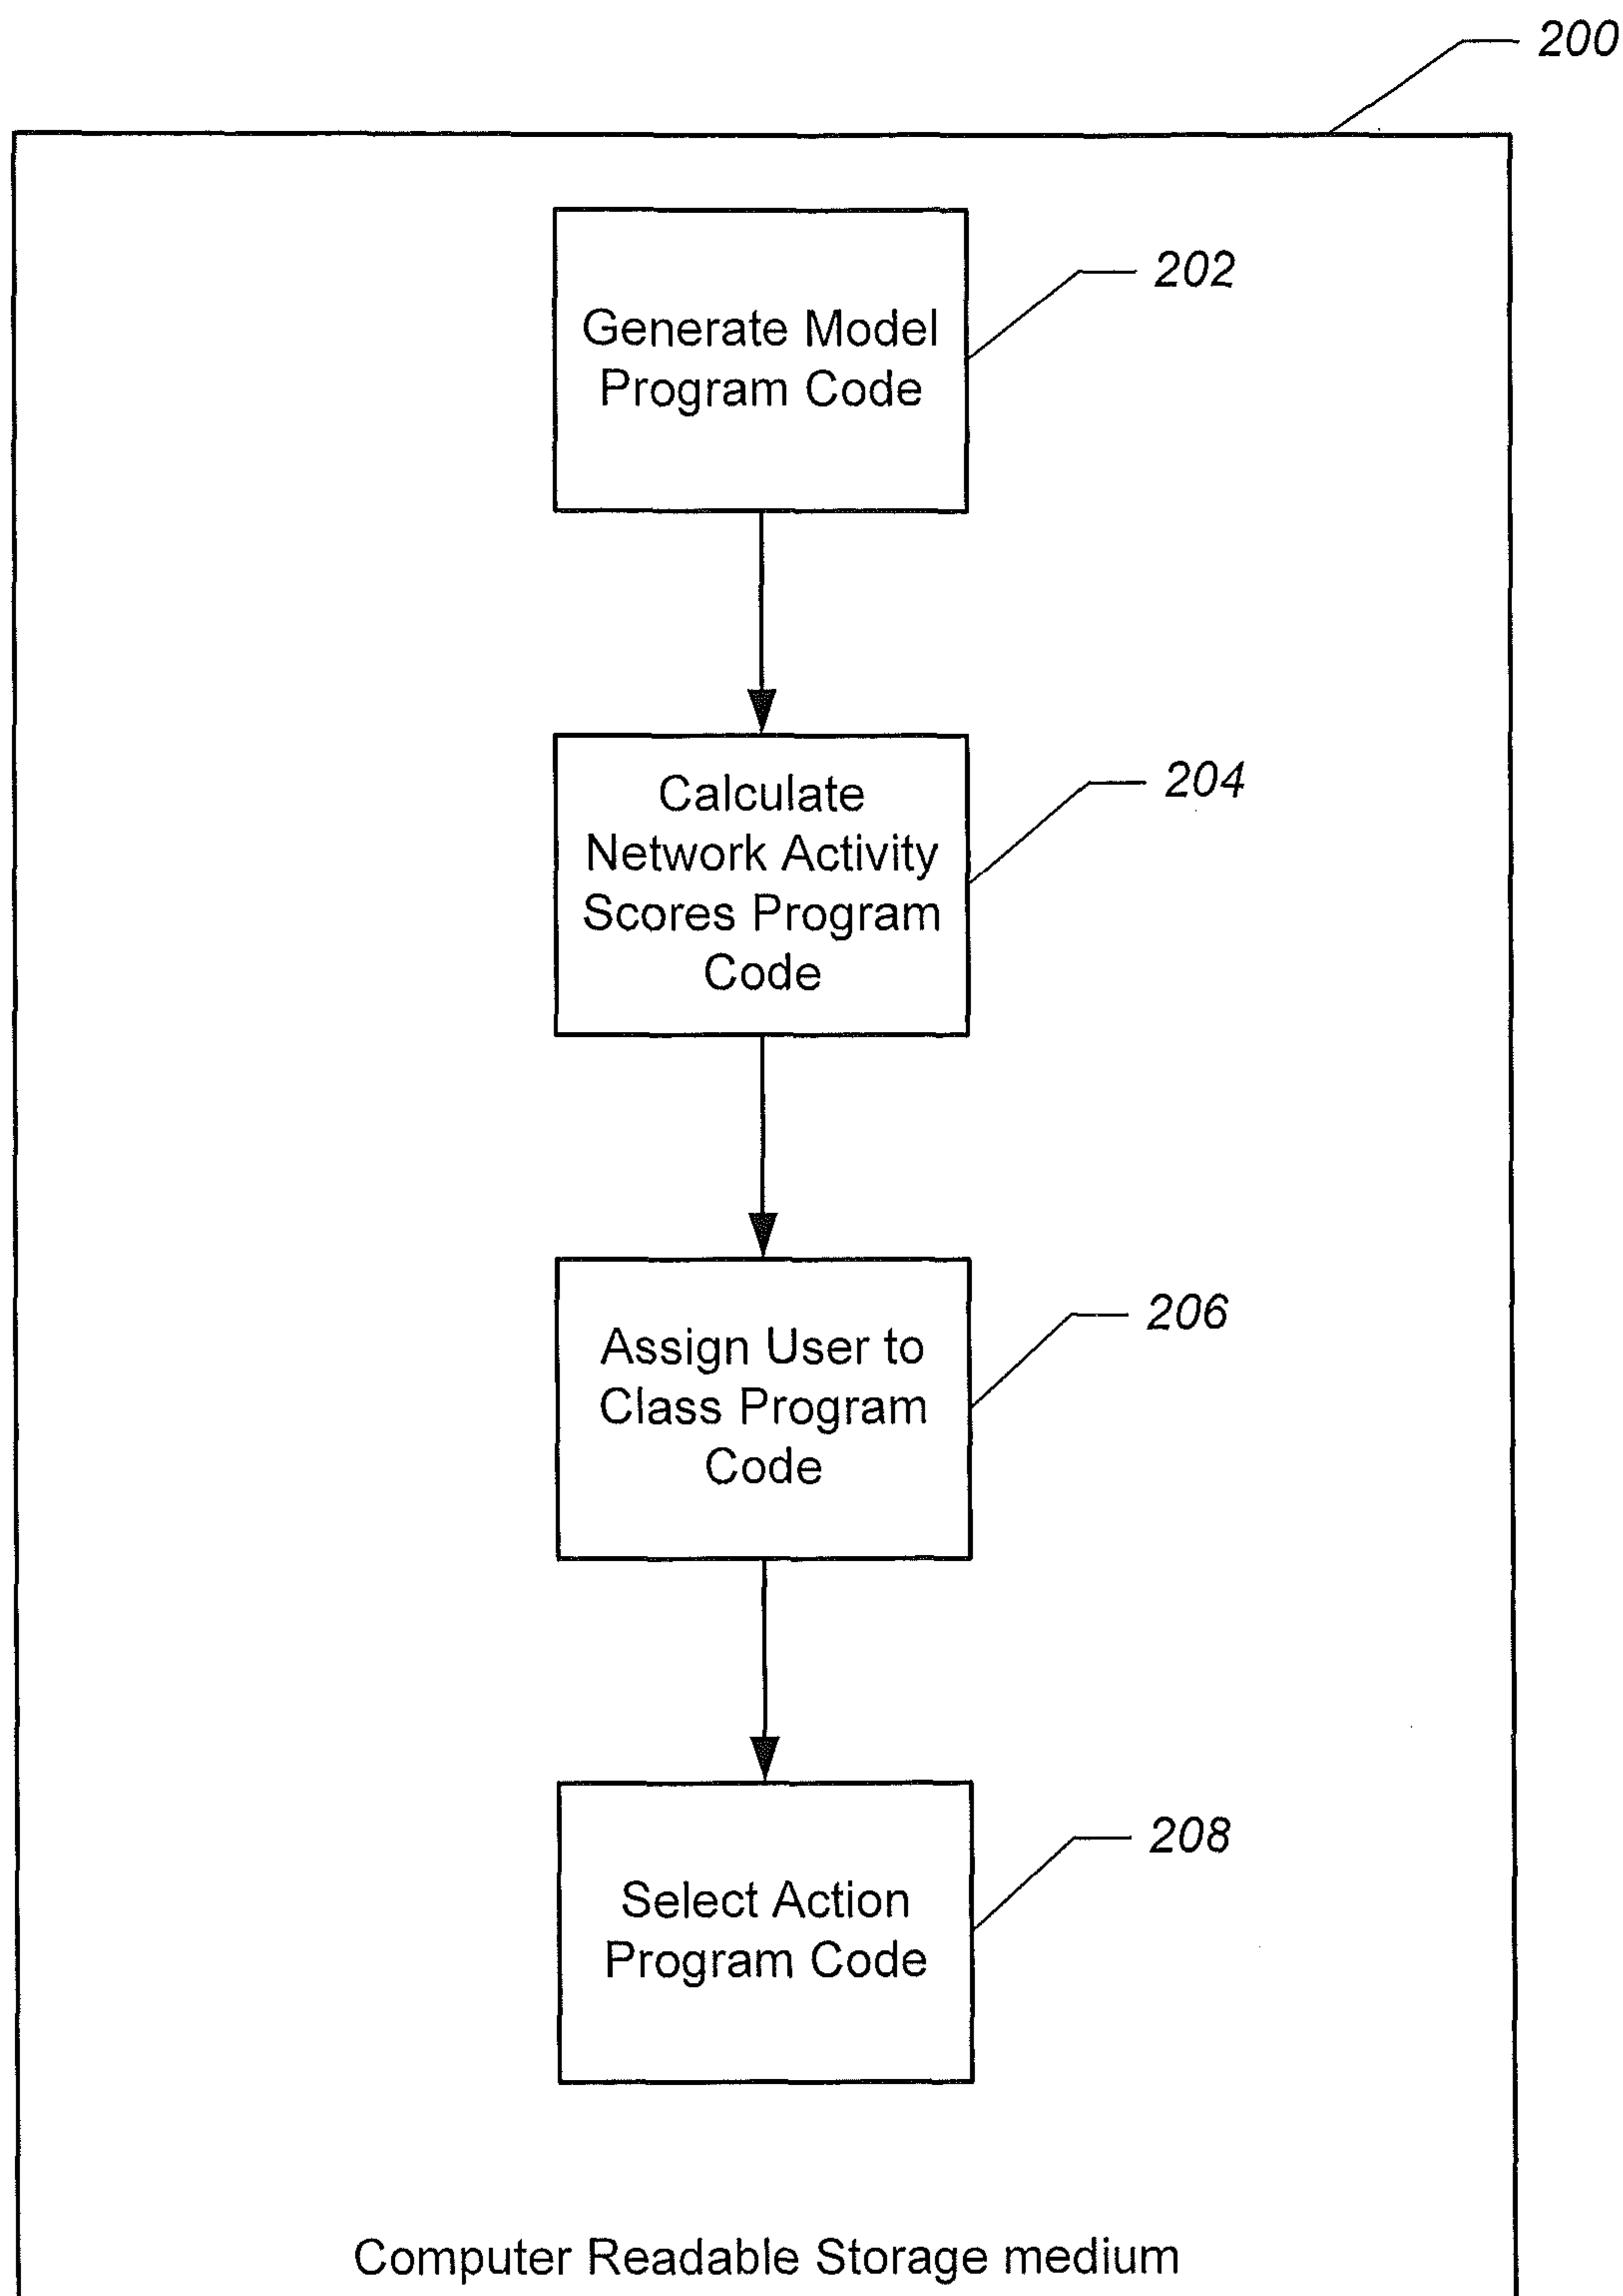 200
202
Generate Model
Program Code
204
Calculate
Network Activity
Scores Program
Code
206
Assign User to
Class Program
Code
208
Select Action
Program Code
Computer Readable Storage medium